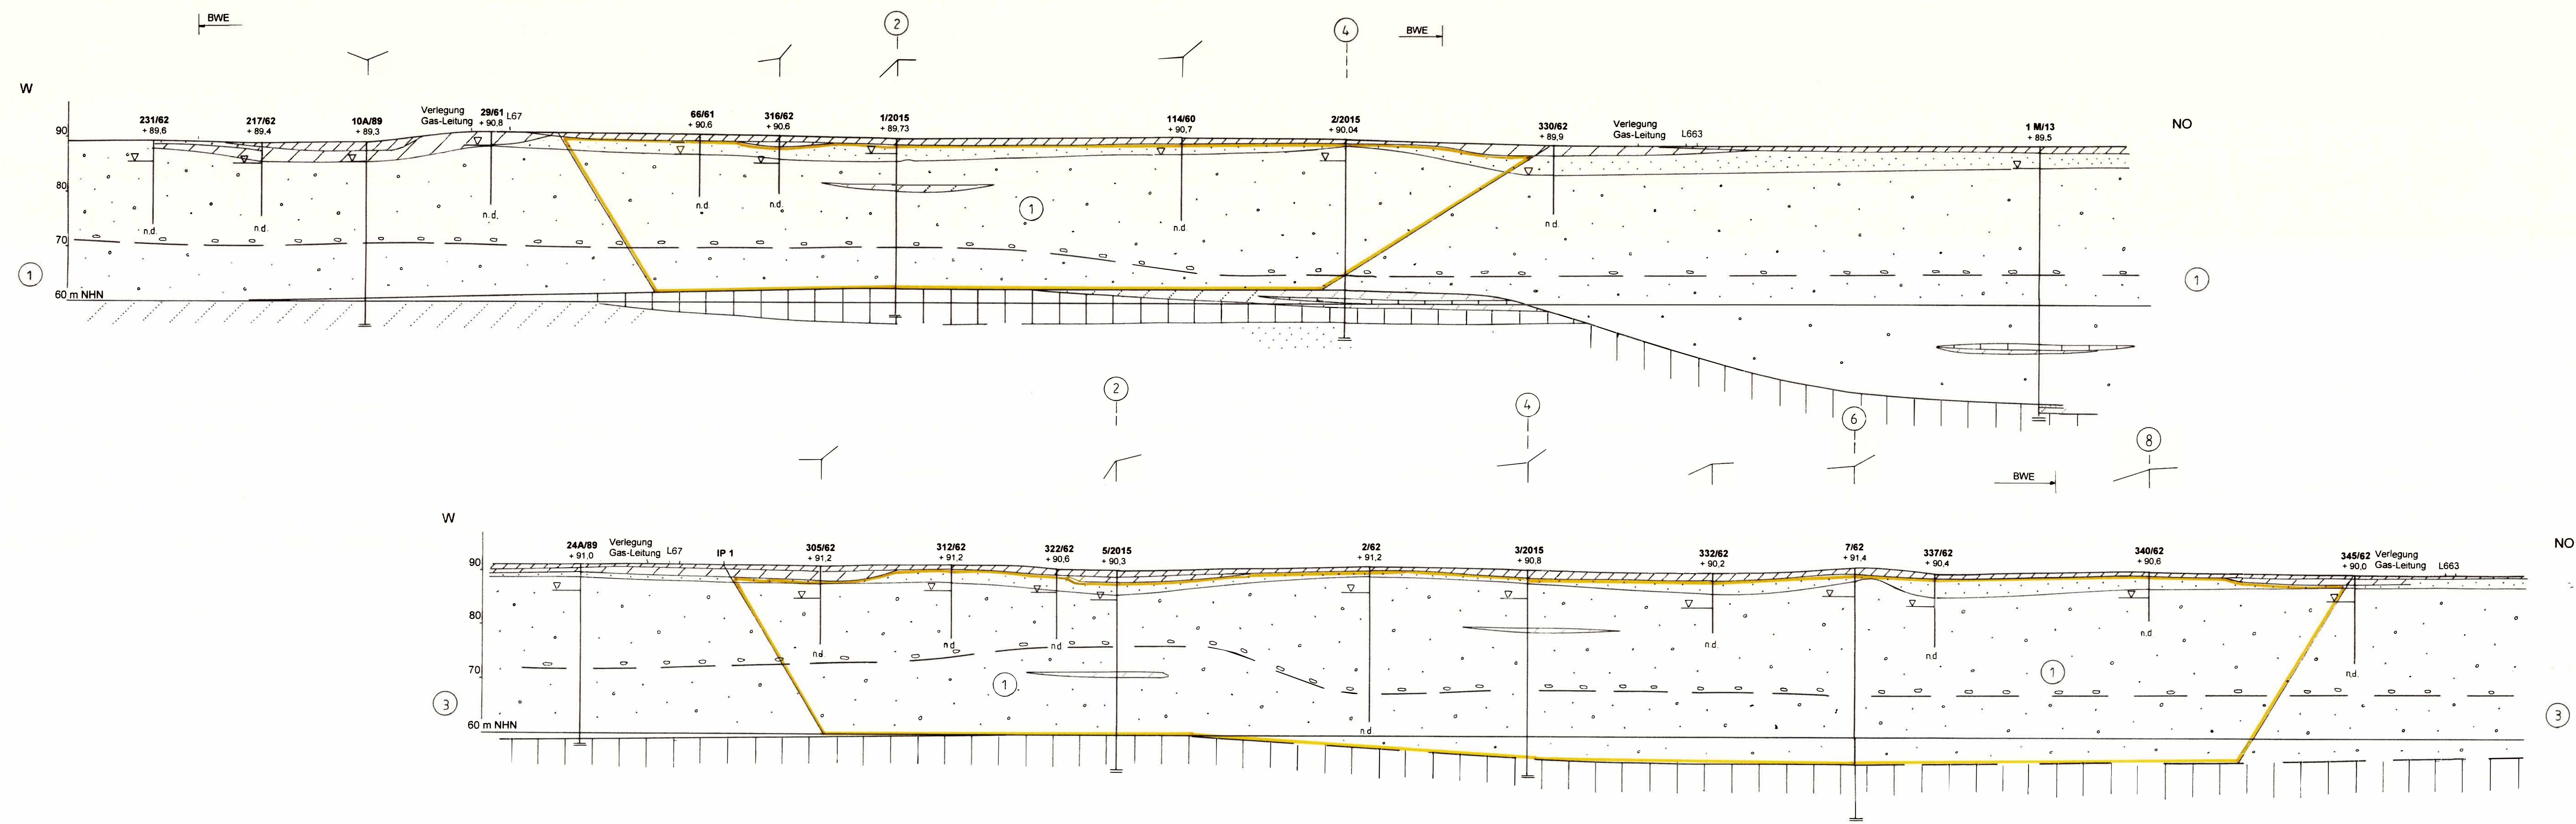 BWE
2
4
BWE
W
NO
231/62
+ 89,6
217/62
+ 89,4
10A/89
+ 89,3
Verlegung
Gas-Leitung
29/61
+ 90,8
L67
66/61
+ 90,6
316/62
+ 90,6
1/2015
+ 89,73
114/60
+ 90,7
2/2015
+ 90,04
330/62
+ 89,9
Verlegung
Gas-Leitung
L663
1 M/13
+ 89,5
90
80
70
60 m NHN
n.d.
n.d.
n.d.
n.d.
n.d.
n.d.
n.d.
1
1
1
2
4
6
8
BWE
W
NO
24A/89
+ 91,0
Verlegung
Gas-Leitung
L67
IP 1
305/62
+ 91,2
312/62
+ 91,2
322/62
+ 90,6
5/2015
+ 90,3
2/62
+ 91,2
3/2015
+ 90,8
332/62
+ 90,2
7/62
+ 91,4
337/62
+ 90,4
340/62
+ 90,6
345/62
+ 90,0
Verlegung
Gas-Leitung
L663
90
80
70
60 m NHN
n.d
n.d
n.d
n.d
n.d.
n.d
n.d.
n.d.
3
1
1
3